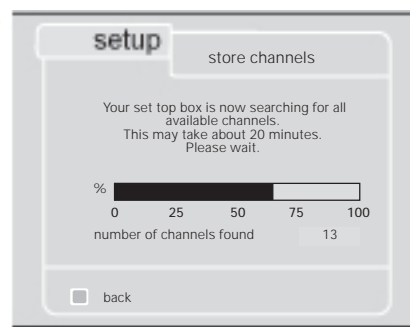 setup
store channels
Your set top box is now searching for all
available channels.
This may take about 20 minutes.
Please wait.
%
0 25 50 75 100
number of channels found 13
back